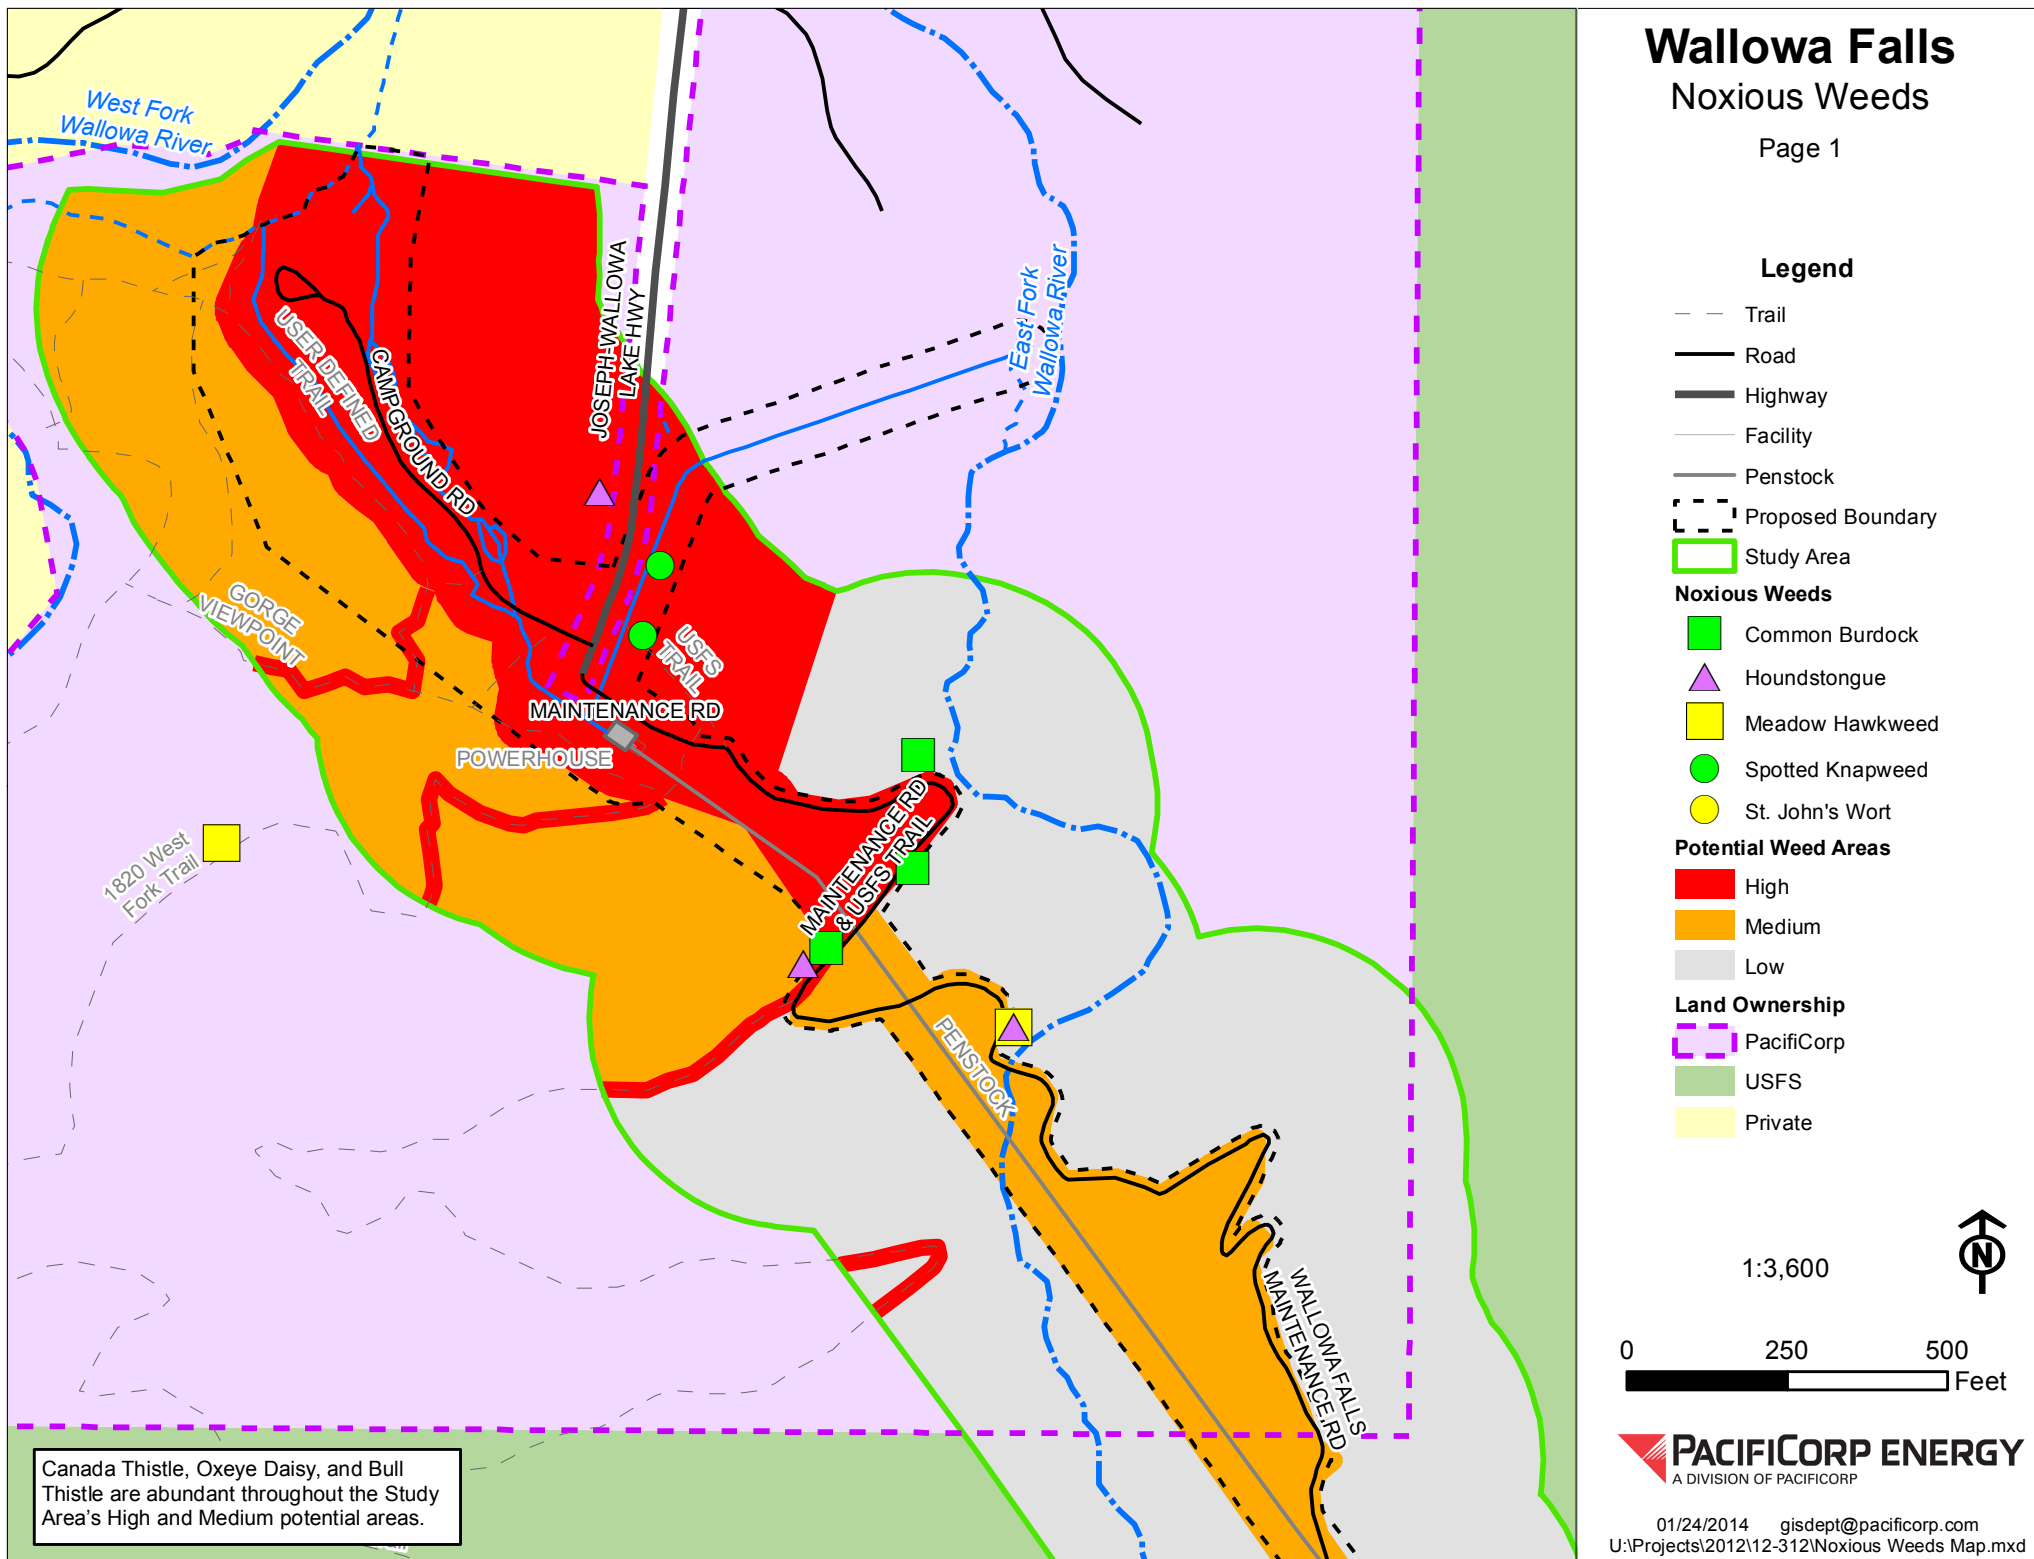 Wallowa Falls
Noxious Weeds
Page 1
Legend
Trail
Road
Highway
Facility
Penstock
Proposed Boundary
Study Area
Noxious Weeds
Common Burdock
Houndstongue
Meadow Hawkweed
Spotted Knapweed
St. John's Wort
Potential Weed Areas
High
Medium
Low
Land Ownership
PacifiCorp
USFS
Private
1:3,600
N
0 250 500
Feet
PACIFICORP ENERGY
A DIVISION OF PACIFICORP
01/24/2014 gisdept@pacificorp.com
U:\Projects\2012\12-312\Noxious Weeds Map.mxd
West Fork
Wallowa River
JOSEPH-WALLOWA
LAKE HWY
East Fork
Wallowa River
USER DEFINED
TRAIL
CAMPGROUND RD
GORGE
VIEWPOINT
USFS
TRAIL
MAINTENANCE RD
POWERHOUSE
MAINTENANCE RD
& USFS TRAIL
1820 West
Fork Trail
PENSTOCK
WALLOWA FALLS
MAINTENANCE RD
Canada Thistle, Oxeye Daisy, and Bull
Thistle are abundant throughout the Study
Area's High and Medium potential areas.